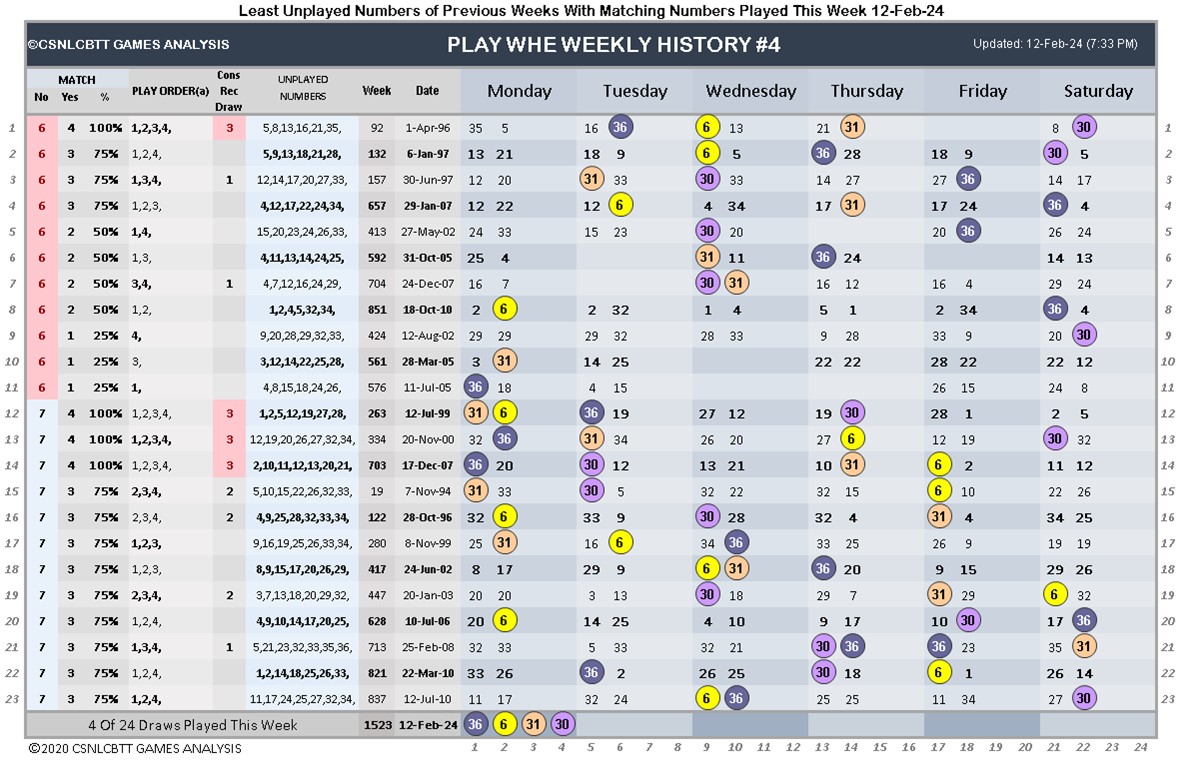 Least Unplayed Numbers of Previous Weeks With Matching Numbers Played This Week 12-Feb-24
©CSNLCBTT GAMES ANALYSIS PLAY WHE WEEKLY HISTORY #4 Updated: 12-Feb-24 (7:33 PM)
MATCH PLAY ORDER(a) Cons Rec Draw UNPLAYED NUMBERS Week Date Monday Tuesday Wednesday Thursday Friday Saturday
No Yes %
1 6 4 100% 1,2,3,4, 3 5,8,13,16,21,35, 92 1-Apr-96 35 5 16 36 6 13 21 31 8 30 1
2 6 3 75% 1,2,4, 5,9,13,18,21,28, 132 6-Jan-97 13 21 18 9 6 5 36 28 18 9 30 5 2
3 6 3 75% 1,3,4, 1 12,14,17,20,27,33, 157 30-Jun-97 12 20 31 33 30 33 14 27 27 36 14 17 3
4 6 3 75% 1,2,3, 4,12,17,22,24,34, 657 29-Jan-07 12 22 12 6 4 34 17 31 17 24 36 4 4
5 6 2 50% 1,4, 15,20,23,24,26,33, 413 27-May-02 24 33 15 23 30 20 20 36 26 24 5
6 6 2 50% 1,3, 4,11,13,14,24,25, 592 31-Oct-05 25 4 31 11 36 24 14 13 6
7 6 2 50% 3,4, 1 4,7,12,16,24,29, 704 24-Dec-07 16 7 30 31 16 12 16 4 29 24 7
8 6 2 50% 1,2, 1,2,4,5,32,34, 851 18-Oct-10 2 6 2 32 1 4 5 1 2 34 36 4 8
9 6 1 25% 4, 9,20,28,29,32,33, 424 12-Aug-02 29 29 29 32 28 33 9 28 33 9 20 30 9
10 6 1 25% 3, 3,12,14,22,25,28, 561 28-Mar-05 3 31 14 25 22 22 28 22 22 12 10
11 6 1 25% 1, 4,8,15,18,24,26, 576 11-Jul-05 36 18 4 15 26 15 24 8 11
12 7 4 100% 1,2,3,4, 3 1,2,5,12,19,27,28, 263 12-Jul-99 31 6 36 19 27 12 19 30 28 1 2 5 12
13 7 4 100% 1,2,3,4, 3 12,19,20,26,27,32,34, 334 20-Nov-00 32 36 31 34 26 20 27 6 12 19 30 32 13
14 7 4 100% 1,2,3,4, 3 2,10,11,12,13,20,21, 703 17-Dec-07 36 20 30 12 13 21 10 31 6 2 11 12 14
15 7 3 75% 2,3,4, 2 5,10,15,22,26,32,33, 19 7-Nov-94 31 33 30 5 32 22 32 15 6 10 22 26 15
16 7 3 75% 2,3,4, 2 4,9,25,28,32,33,34, 122 28-Oct-96 32 6 33 9 30 28 32 4 31 4 34 25 16
17 7 3 75% 1,2,3, 9,16,19,25,26,33,34, 280 8-Nov-99 25 31 16 6 34 36 33 25 26 9 19 19 17
18 7 3 75% 1,2,3, 8,9,15,17,20,26,29, 417 24-Jun-02 8 17 29 9 6 31 36 20 9 15 29 26 18
19 7 3 75% 2,3,4, 2 3,7,13,18,20,29,32, 447 20-Jan-03 20 20 3 13 30 18 29 7 31 29 6 32 19
20 7 3 75% 1,2,4, 4,9,10,14,17,20,25, 628 10-Jul-06 20 6 14 25 4 10 9 17 10 30 17 36 20
21 7 3 75% 1,3,4, 1 5,21,23,32,33,35,36, 713 25-Feb-08 32 33 5 33 32 21 30 36 36 23 35 31 21
22 7 3 75% 1,2,4, 1,2,14,18,25,26,33, 821 22-Mar-10 33 26 36 2 26 25 30 18 6 1 26 14 22
23 7 3 75% 1,2,4, 11,17,24,25,27,32,34, 837 12-Jul-10 11 17 32 24 6 36 25 25 11 34 27 30 23
4 Of 24 Draws Played This Week 1523 12-Feb-24 36 6 31 30
©2020 CSNLCBTT GAMES ANALYSIS 1 2 3 4 5 6 7 8 9 10 11 12 13 14 15 16 17 18 19 20 21 22 23 24